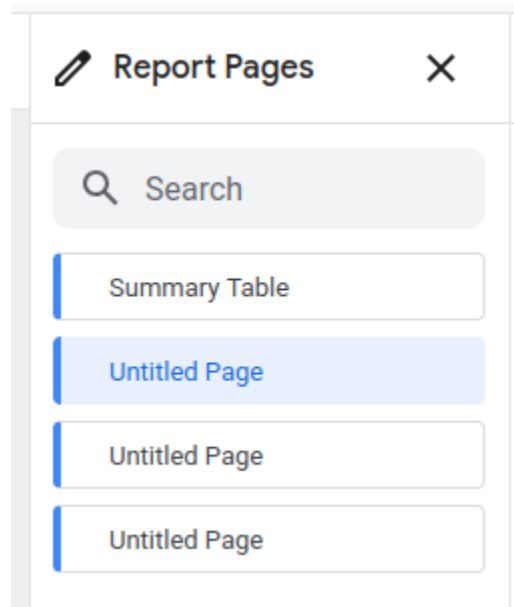 Report Pages
Search
Summary Table
Untitled Page
Untitled Page
Untitled Page